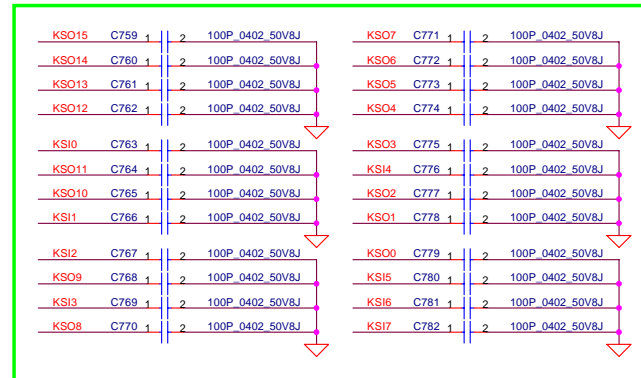 KSO15 C759 1 2 100P_0402_50V8J
KSO14 C760 1 2 100P_0402_50V8J
KSO13 C761 1 2 100P_0402_50V8J
KSO12 C762 1 2 100P_0402_50V8J
KSI0 C763 1 2 100P_0402_50V8J
KSO11 C764 1 2 100P_0402_50V8J
KSO10 C765 1 2 100P_0402_50V8J
KSI1 C766 1 2 100P_0402_50V8J
KSI2 C767 1 2 100P_0402_50V8J
KSO9 C768 1 2 100P_0402_50V8J
KSI3 C769 1 2 100P_0402_50V8J
KSO8 C770 1 2 100P_0402_50V8J
KSO7 C771 1 2 100P_0402_50V8J
KSO6 C772 1 2 100P_0402_50V8J
KSO5 C773 1 2 100P_0402_50V8J
KSO4 C774 1 2 100P_0402_50V8J
KSO3 C775 1 2 100P_0402_50V8J
KSI4 C776 1 2 100P_0402_50V8J
KSO2 C777 1 2 100P_0402_50V8J
KSO1 C778 1 2 100P_0402_50V8J
KSO0 C779 1 2 100P_0402_50V8J
KSI5 C780 1 2 100P_0402_50V8J
KSI6 C781 1 2 100P_0402_50V8J
KSI7 C782 1 2 100P_0402_50V8J